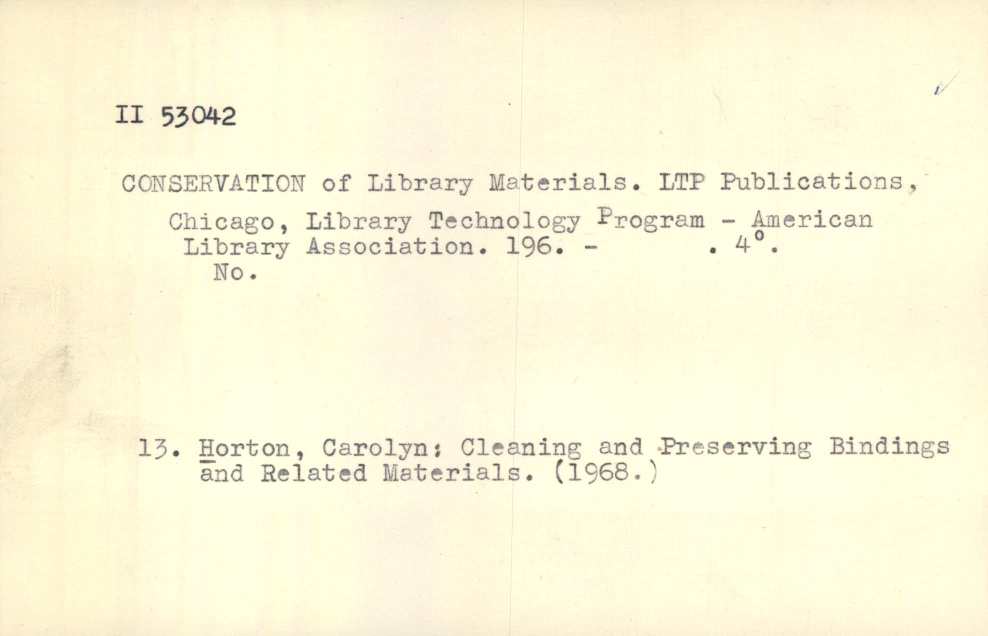 II 53042
CONSERVATION of Library Materials. LTP Publications,
Chicago, Library Technology Program - American
Library Association. 196. - . 4°.
No.
13. Horton, Carolyn: Cleaning and Preserving Bindings
and Related Materials. (1968.)